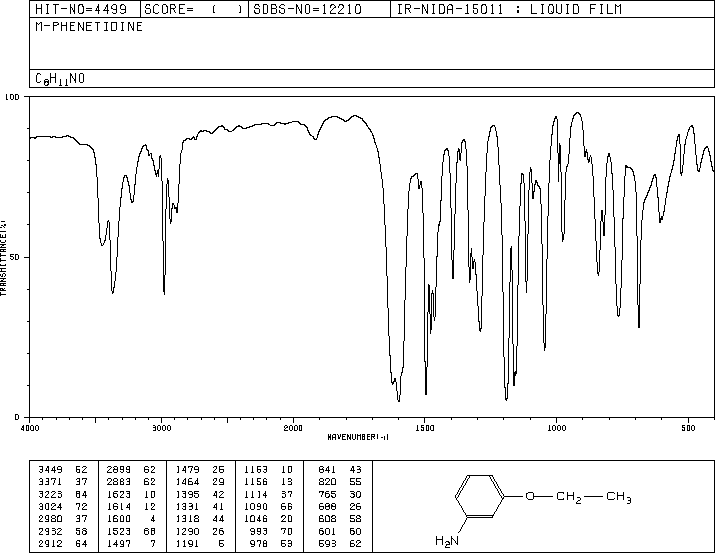 HIT-NO=4499 SCORE= ( ) SDBS-NO=12210 IR-NIDA-15011 : LIQUID FILM
M-PHENETIDINE
C8H11NO
100
50
0
TRANSMITTANCE(%)
4000 3000 2000 1500 1000 500
WAVENUMBER(-1)
3449 52 2899 62 1479 25 1153 10 841 43
3371 37 2883 62 1464 29 1156 13 820 55
3223 64 1623 10 1395 42 1114 37 765 30
3024 72 1614 12 1331 41 1090 66 688 26
2980 37 1600 4 1318 44 1046 20 608 58
2932 58 1523 68 1290 26 993 70 601 60
2912 64 1497 7 1191 5 978 53 593 62
O CH2 CH3
H2N